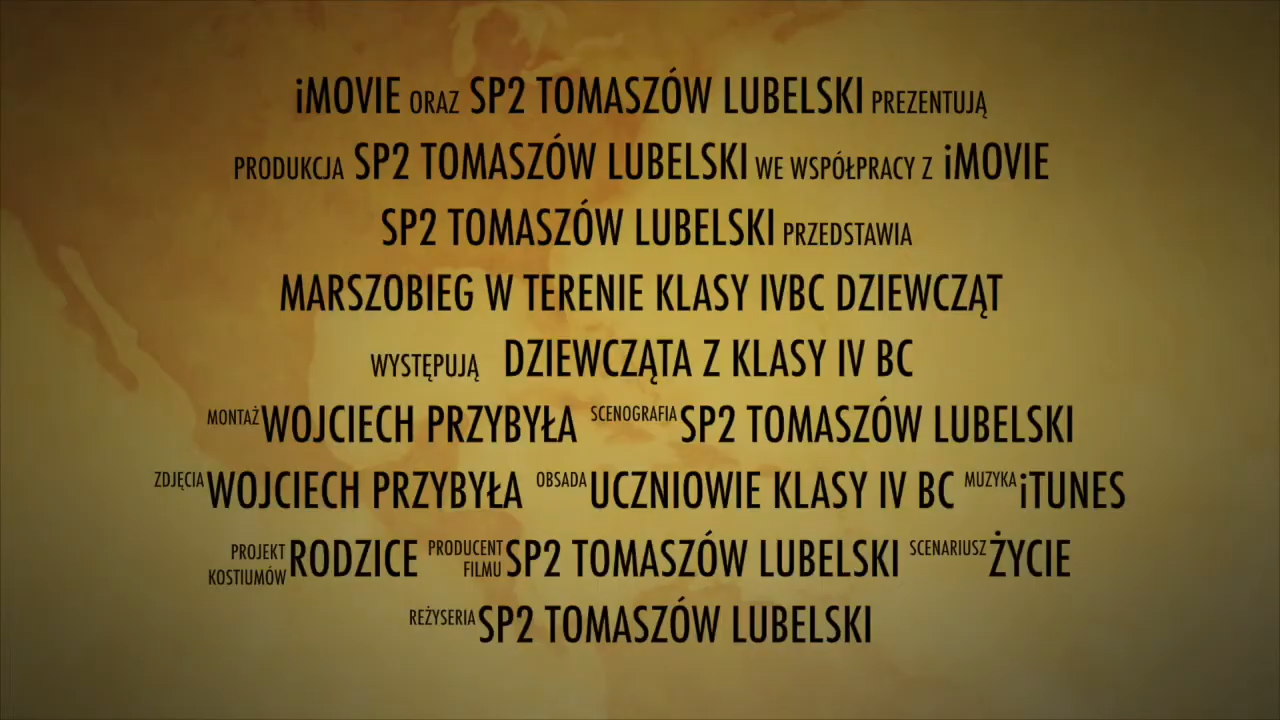 iMOVIE ORAZ SP2 TOMASZÓW LUBELSKI PREZENTUJĄ
PRODUKCJA SP2 TOMASZÓW LUBELSKI WE WSPÓŁPRACY Z iMOVIE
SP2 TOMASZÓW LUBELSKI PRZEDSTAWIA
MARSZOBIEG W TERENIE KLASY IVBC DZIEWCZĄT
WYSTĘPUJĄ DZIEWCZĄTA Z KLASY IV BC
MONTAŻ WOJCIECH PRZYBYŁA SCENOGRAFIA SP2 TOMASZÓW LUBELSKI
ZDJĘCIA WOJCIECH PRZYBYŁA OBSADA UCZNIOWIE KLASY IV BC MUZYKA iTUNES
PROJEKT KOSTIUMÓW RODZICE PRODUCENT FILMU SP2 TOMASZÓW LUBELSKI SCENARIUSZ ŻYCIE
REŻYSERIA SP2 TOMASZÓW LUBELSKI